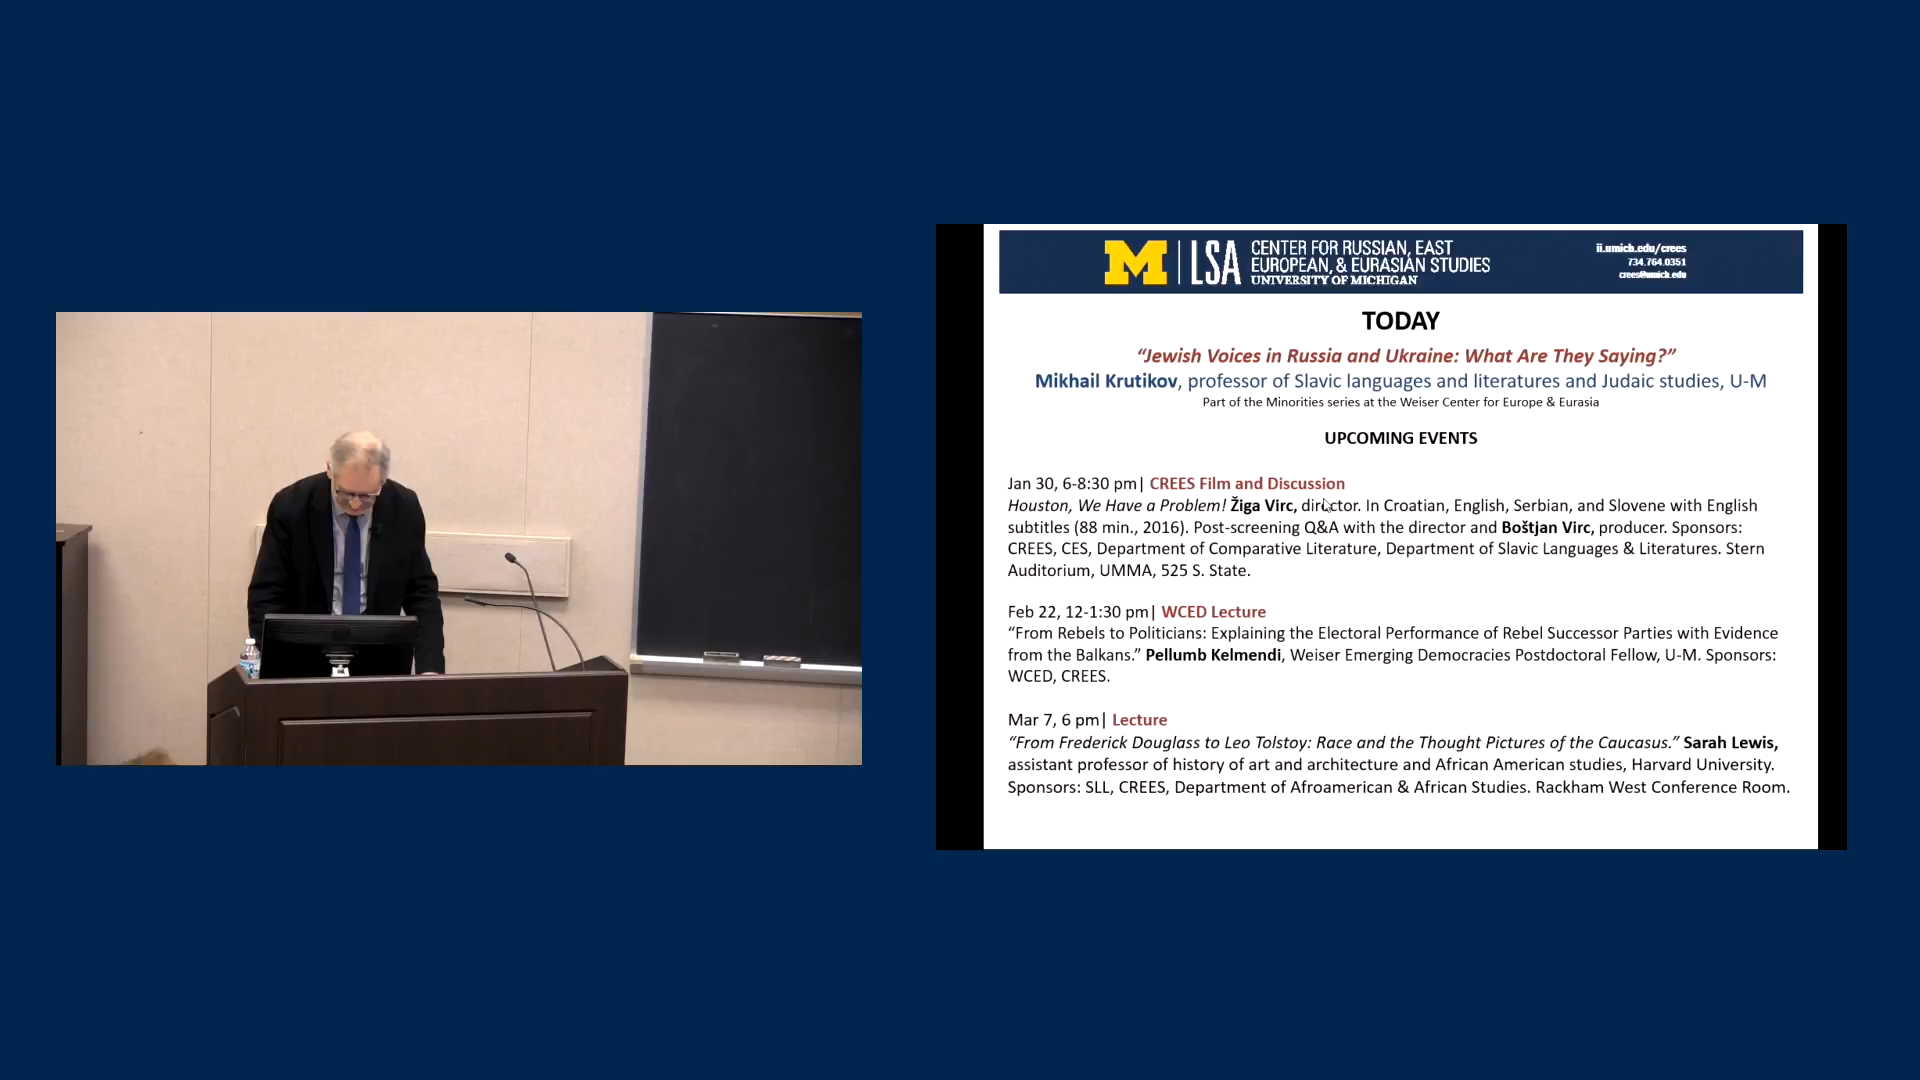 M | LSA CENTER FOR RUSSIAN, EAST
EUROPEAN, & EURASIAN STUDIES
UNIVERSITY OF MICHIGAN
ii.umich.edu/crees
734.764.0351
crees@umich.edu
TODAY
“Jewish Voices in Russia and Ukraine: What Are They Saying?”
Mikhail Krutikov, professor of Slavic languages and literatures and Judaic studies, U-M
Part of the Minorities series at the Weiser Center for Europe & Eurasia
UPCOMING EVENTS
Jan 30, 6-8:30 pm| CREES Film and Discussion
Houston, We Have a Problem! Žiga Virc, director. In Croatian, English, Serbian, and Slovene with English
subtitles (88 min., 2016). Post-screening Q&A with the director and Boštjan Virc, producer. Sponsors:
CREES, CES, Department of Comparative Literature, Department of Slavic Languages & Literatures. Stern
Auditorium, UMMA, 525 S. State.
Feb 22, 12-1:30 pm| WCED Lecture
“From Rebels to Politicians: Explaining the Electoral Performance of Rebel Successor Parties with Evidence
from the Balkans.” Pellumb Kelmendi, Weiser Emerging Democracies Postdoctoral Fellow, U-M. Sponsors:
WCED, CREES.
Mar 7, 6 pm| Lecture
“From Frederick Douglass to Leo Tolstoy: Race and the Thought Pictures of the Caucasus.” Sarah Lewis,
assistant professor of history of art and architecture and African American studies, Harvard University.
Sponsors: SLL, CREES, Department of Afroamerican & African Studies. Rackham West Conference Room.